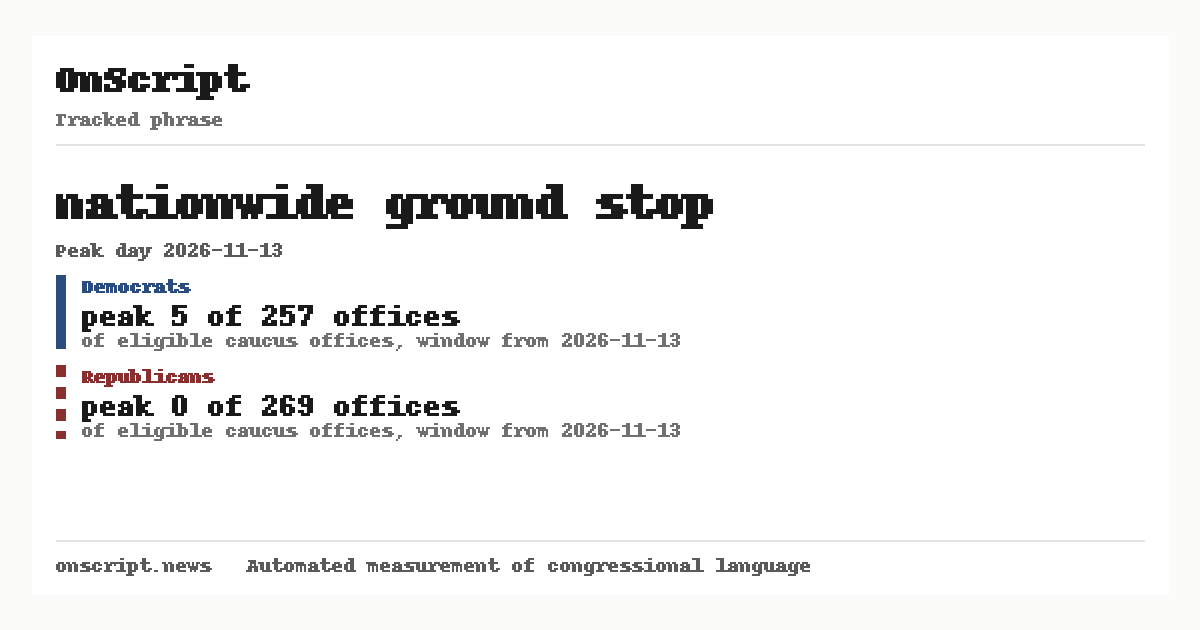 OnScript
Tracked phrase
nationwide ground stop
Peak day 2026-11-13
Democrats
peak 5 of 257 offices
of eligible caucus offices, window from 2026-11-13
Republicans
peak 0 of 269 offices
of eligible caucus offices, window from 2026-11-13
onscript.news Automated measurement of congressional language